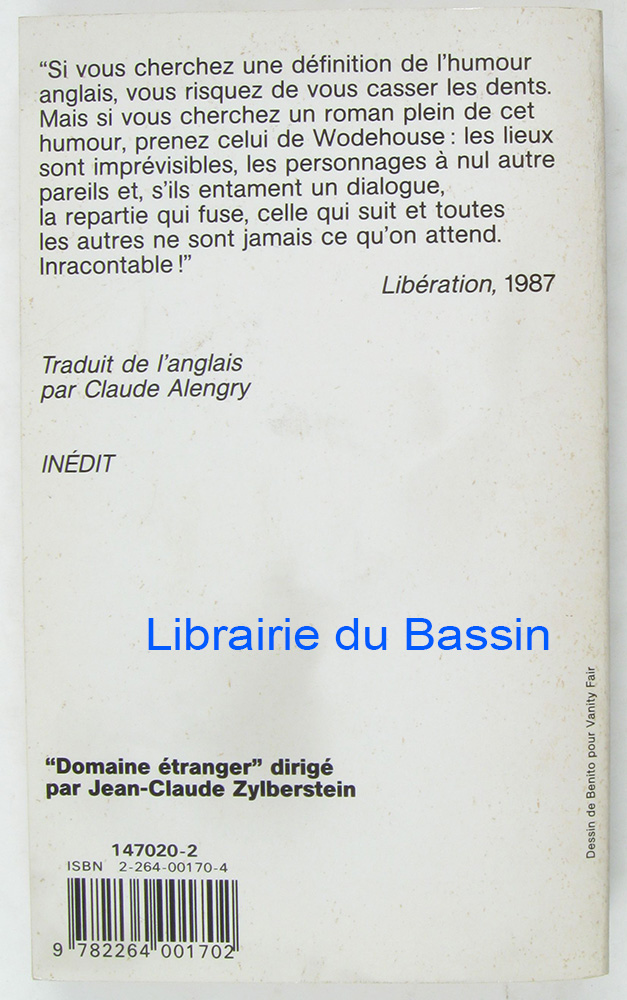 “Si vous cherchez une définition de l’humour
anglais, vous risquez de vous casser les dents.
Mais si vous cherchez un roman plein de cet
humour, prenez celui de Wodehouse : les lieux
sont imprévisibles, les personnages à nul autre
pareils et, s’ils entament un dialogue,
la repartie qui fuse, celle qui suit et toutes
les autres ne sont jamais ce qu’on attend.
Inracontable !”
Libération, 1987
Traduit de l’anglais
par Claude Alengry
INÉDIT
Librairie du Bassin
Dessin de Benito pour Vanity Fair
“Domaine étranger” dirigé
par Jean-Claude Zylberstein
147020-2
ISBN 2-264-00170-4
9 782264 001702